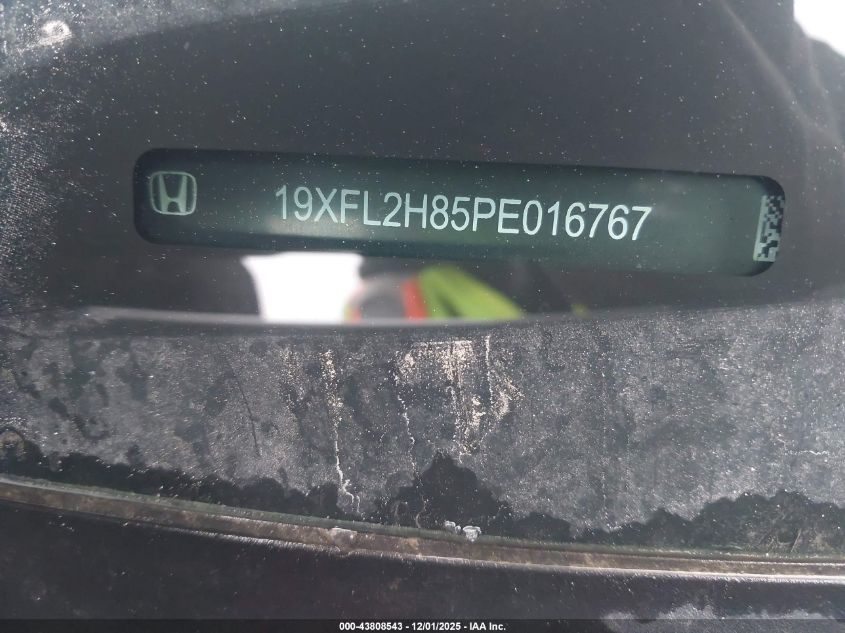 19XFL2H85PE016767
000-43808543 - 12/01/2025 - IAA Inc.